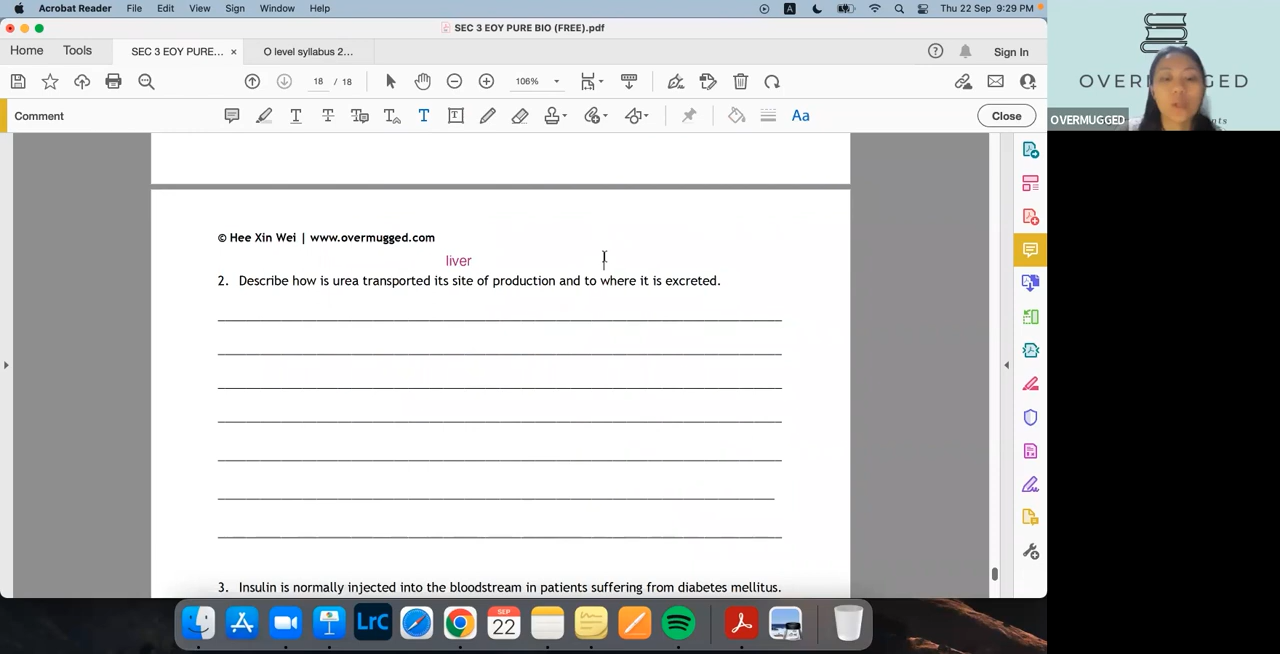 Acrobat Reader File Edit View Sign Window Help A Thu 22 Sep 9:29 PM
SEC 3 EOY PURE BIO (FREE).pdf
Home Tools SEC 3 EOY PURE... × O level syllabus 2... Sign In
18 / 18 106%
Comment Aa Close
OVERMUGGED
OVERMUGGED
© Hee Xin Wei | www.overmugged.com
liver
2. Describe how is urea transported its site of production and to where it is excreted.
3. Insulin is normally injected into the bloodstream in patients suffering from diabetes mellitus.
LrC SEP 22